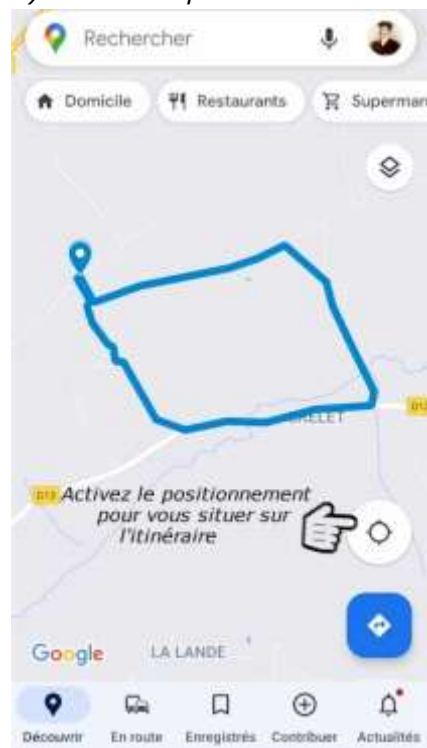 Rechercher
Domicile
Restaurants
Supermar
D13
Activez le positionnement
pour vous situer sur
l'itinéraire
Google
LA LANDE
Découvrir
En route
Enregistrés
Contribuer
Actualités